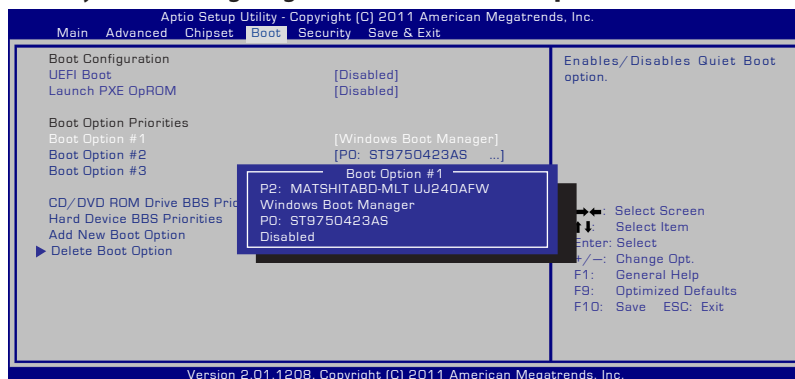 Aptio Setup Utility - Copyright (C) 2011 American Megatrends, Inc.
Main Advanced Chipset Boot Security Save & Exit
Boot Configuration
UEFI Boot [Disabled]
Launch PXE OpROM [Disabled]
Boot Option Priorities
Boot Option #1 [Windows Boot Manager]
Boot Option #2 [P0: ST9750423AS ...]
Boot Option #3
CD/DVD ROM Drive BBS Prio
Hard Device BBS Priorities
Add New Boot Option
Delete Boot Option
Boot Option #1
P2: MATSHITABD-MLT UJ240AFW
Windows Boot Manager
P0: ST9750423AS
Disabled
Enables/Disables Quiet Boot
option.
→←: Select Screen
↑↓: Select Item
Enter: Select
+/—: Change Opt.
F1: General Help
F9: Optimized Defaults
F10: Save ESC: Exit
Version 2.01.1208. Copyright (C) 2011 American Megatrends, Inc.